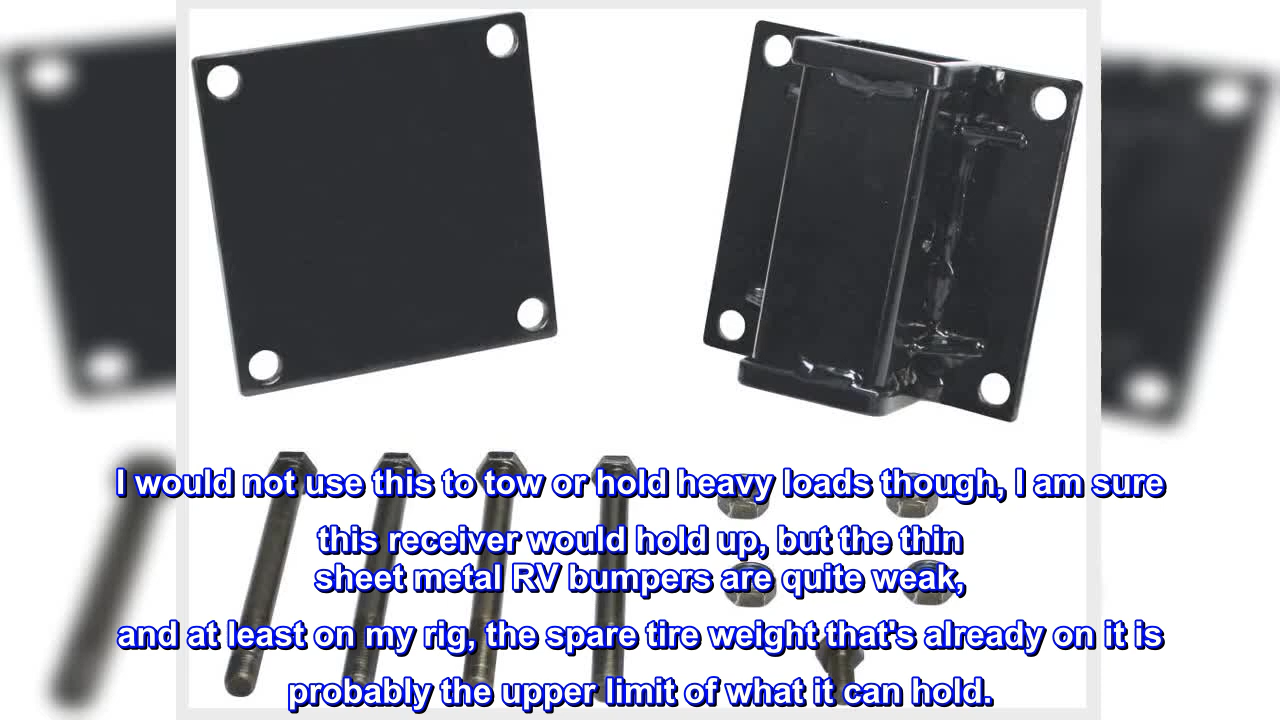 I would not use this to tow or hold heavy loads though, I am sure
this receiver would hold up, but the thin
sheet metal RV bumpers are quite weak,
and at least on my rig, the spare tire weight that's already on it is
probably the upper limit of what it can hold.